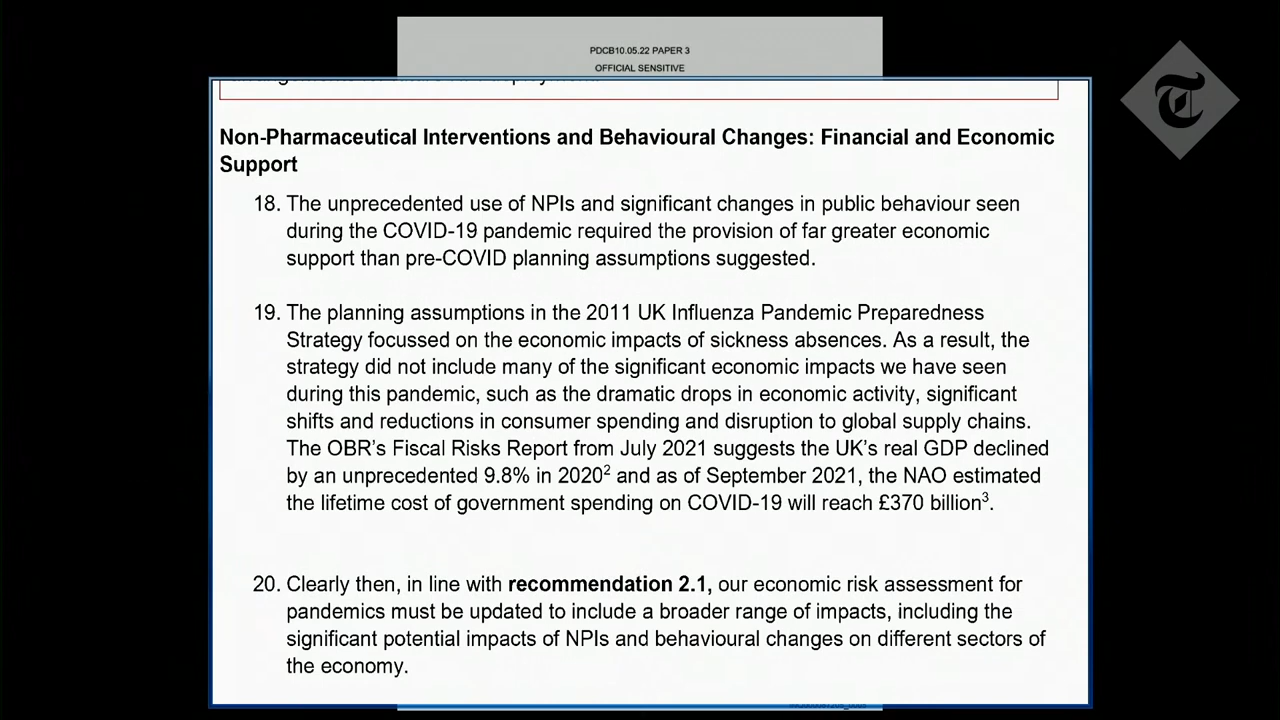 PDCB10.05.22 PAPER 3
OFFICIAL SENSITIVE
Non-Pharmaceutical Interventions and Behavioural Changes: Financial and Economic
Support
18. The unprecedented use of NPIs and significant changes in public behaviour seen
during the COVID-19 pandemic required the provision of far greater economic
support than pre-COVID planning assumptions suggested.
19. The planning assumptions in the 2011 UK Influenza Pandemic Preparedness
Strategy focussed on the economic impacts of sickness absences. As a result, the
strategy did not include many of the significant economic impacts we have seen
during this pandemic, such as the dramatic drops in economic activity, significant
shifts and reductions in consumer spending and disruption to global supply chains.
The OBR’s Fiscal Risks Report from July 2021 suggests the UK’s real GDP declined
by an unprecedented 9.8% in 2020² and as of September 2021, the NAO estimated
the lifetime cost of government spending on COVID-19 will reach £370 billion³.
20. Clearly then, in line with recommendation 2.1, our economic risk assessment for
pandemics must be updated to include a broader range of impacts, including the
significant potential impacts of NPIs and behavioural changes on different sectors of
the economy.